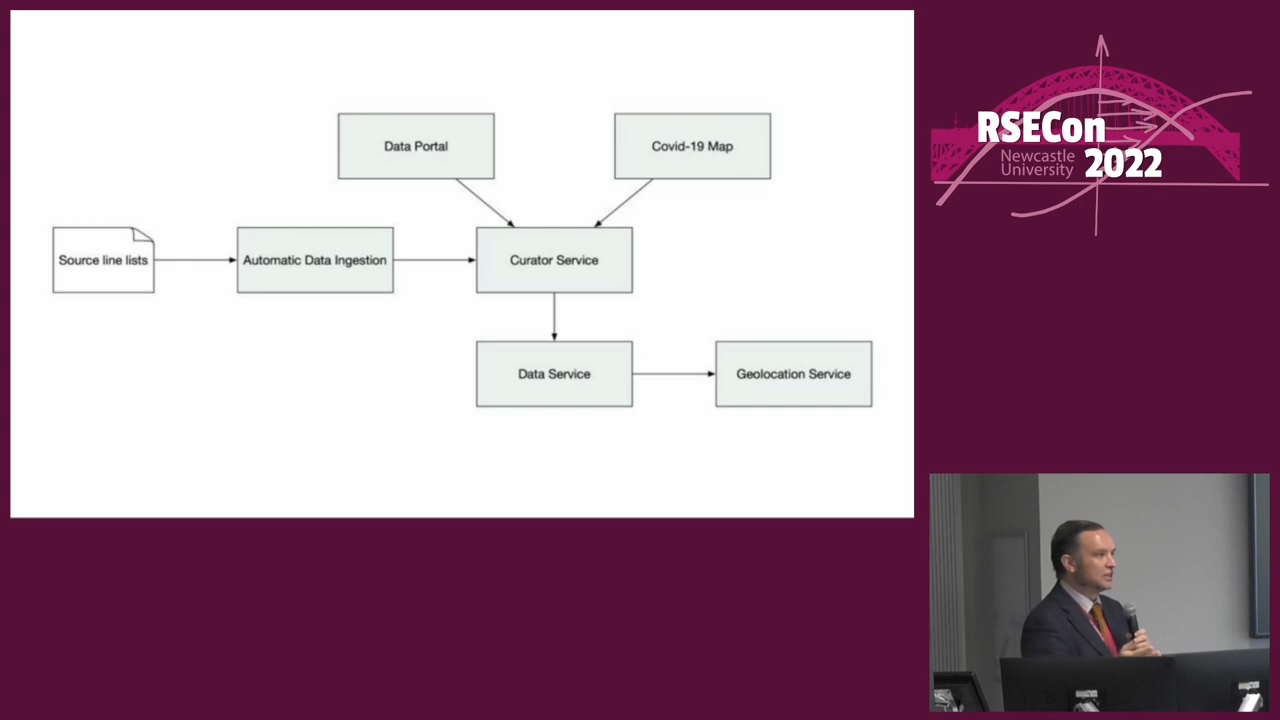 Data Portal
Covid-19 Map
Source line lists
Automatic Data Ingestion
Curator Service
Data Service
Geolocation Service
RSECon
Newcastle
University
2022